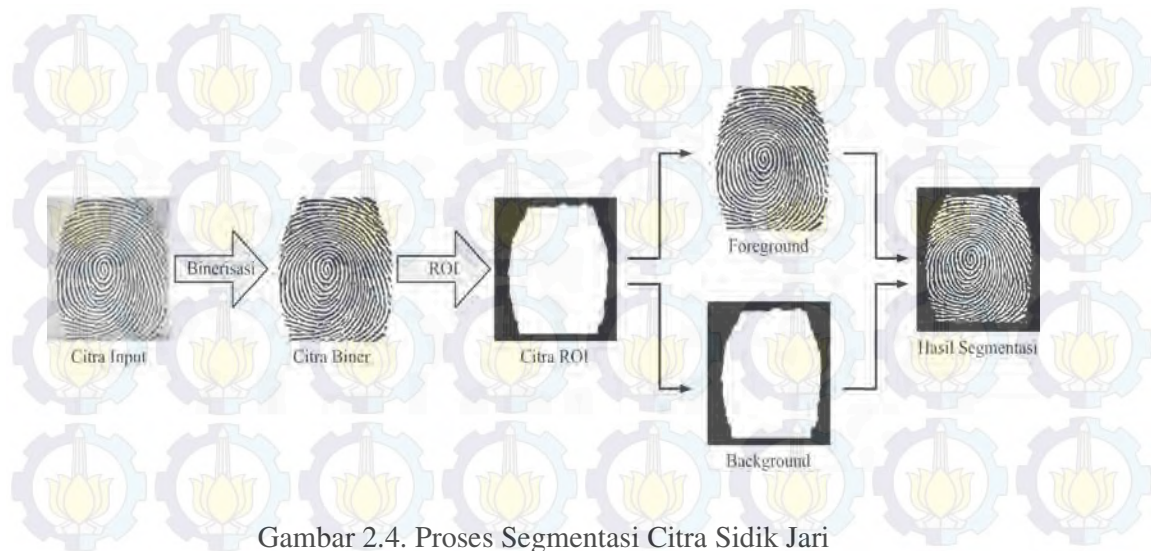 Citra Input
Binerisasi
Citra Biner
ROI
Citra ROI
Foreground
Background
Hasil Segmentasi
Gambar 2.4. Proses Segmentasi Citra Sidik Jari